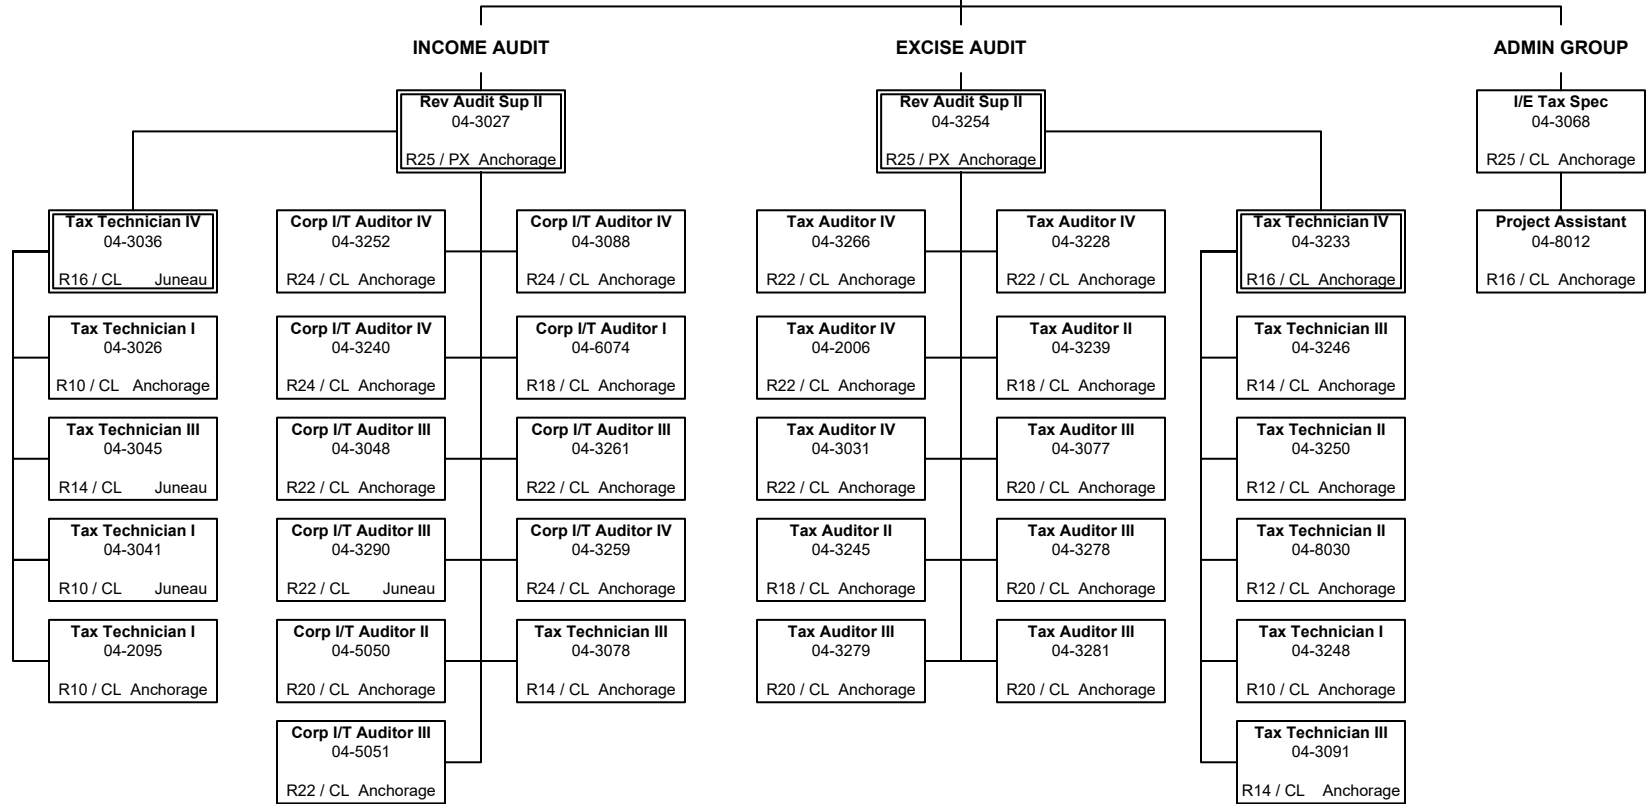 INCOME AUDIT
EXCISE AUDIT
ADMIN GROUP
Rev Audit Sup II
04-3027
R25 / PX Anchorage
Rev Audit Sup II
04-3254
R25 / PX Anchorage
I/E Tax Spec
04-3068
R25 / CL Anchorage
Tax Technician IV
04-3036
R16 / CL Juneau
Corp I/T Auditor IV
04-3252
R24 / CL Anchorage
Corp I/T Auditor IV
04-3088
R24 / CL Anchorage
Tax Auditor IV
04-3266
R22 / CL Anchorage
Tax Auditor IV
04-3228
R22 / CL Anchorage
Tax Technician IV
04-3233
R16 / CL Anchorage
Project Assistant
04-8012
R16 / CL Anchorage
Tax Technician I
04-3026
R10 / CL Anchorage
Corp I/T Auditor IV
04-3240
R24 / CL Anchorage
Corp I/T Auditor I
04-6074
R18 / CL Anchorage
Tax Auditor IV
04-2006
R22 / CL Anchorage
Tax Auditor II
04-3239
R18 / CL Anchorage
Tax Technician III
04-3246
R14 / CL Anchorage
Tax Technician III
04-3045
R14 / CL Juneau
Corp I/T Auditor III
04-3048
R22 / CL Anchorage
Corp I/T Auditor III
04-3261
R22 / CL Anchorage
Tax Auditor IV
04-3031
R22 / CL Anchorage
Tax Auditor III
04-3077
R20 / CL Anchorage
Tax Technician II
04-3250
R12 / CL Anchorage
Tax Technician I
04-3041
R10 / CL Juneau
Corp I/T Auditor III
04-3290
R22 / CL Juneau
Corp I/T Auditor IV
04-3259
R24 / CL Anchorage
Tax Auditor II
04-3245
R18 / CL Anchorage
Tax Auditor III
04-3278
R20 / CL Anchorage
Tax Technician II
04-8030
R12 / CL Anchorage
Tax Technician I
04-2095
R10 / CL Anchorage
Corp I/T Auditor II
04-5050
R20 / CL Anchorage
Tax Technician III
04-3078
R14 / CL Anchorage
Tax Auditor III
04-3279
R20 / CL Anchorage
Tax Auditor III
04-3281
R20 / CL Anchorage
Tax Technician I
04-3248
R10 / CL Anchorage
Corp I/T Auditor III
04-5051
R22 / CL Anchorage
Tax Technician III
04-3091
R14 / CL Anchorage